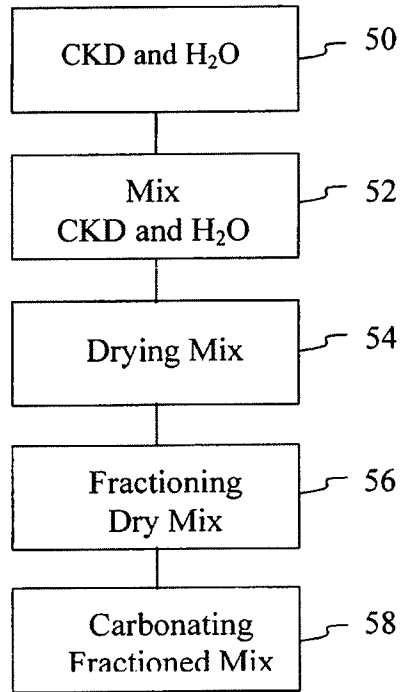 CKD and H₂O
50
Mix
CKD and H₂O
52
Drying Mix
54
Fractioning
Dry Mix
56
Carbonating
Fractioned Mix
58